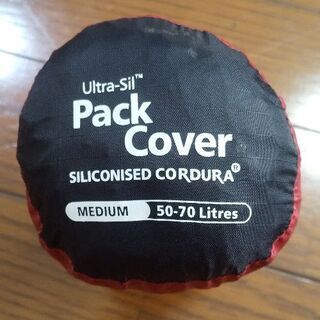 Ultra-Sil™
Pack
Cover
SILICONISED CORDURA®
MEDIUM 50-70 Litres